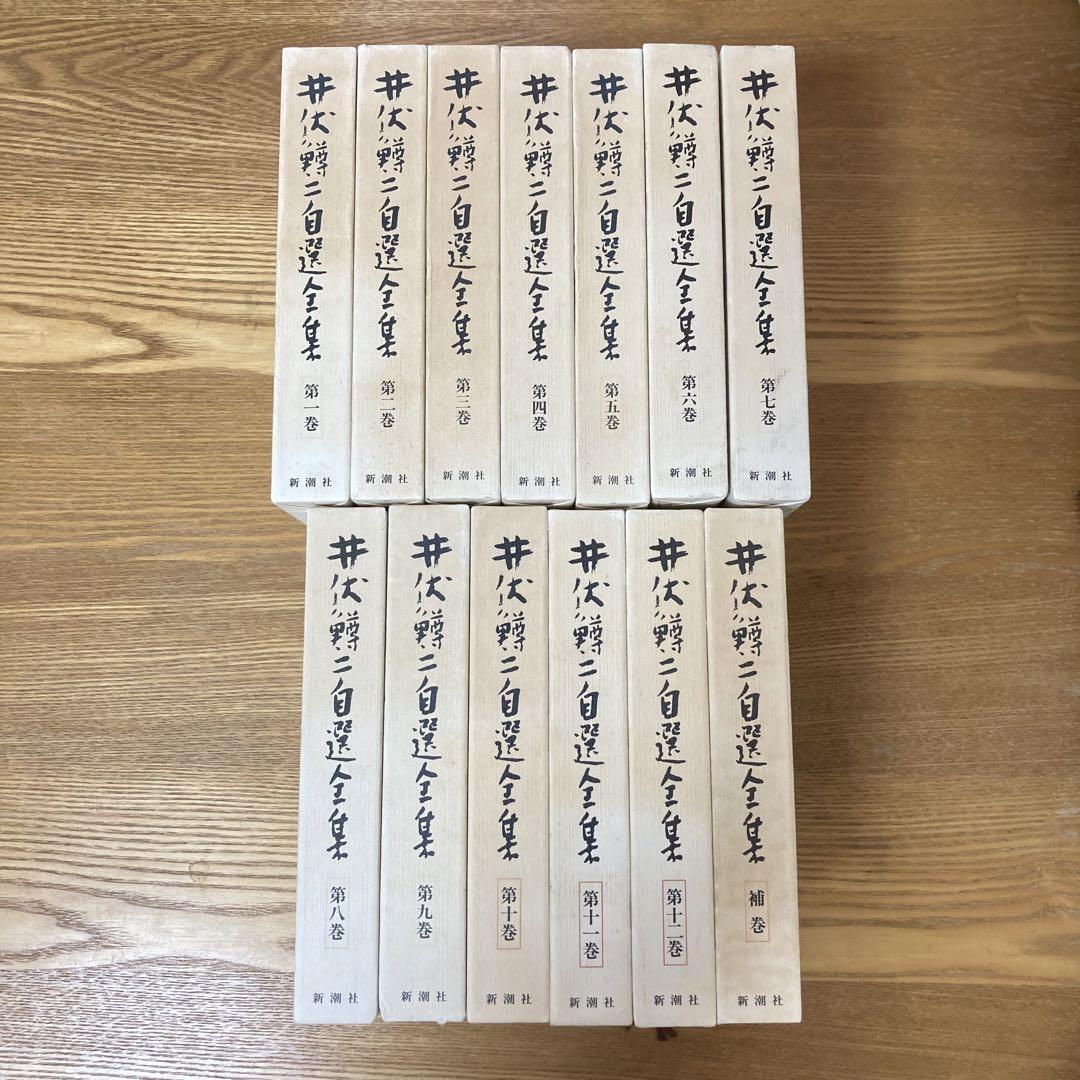 井伏鱒二自選全集
第一巻
新潮社
井伏鱒二自選全集
第二巻
新潮社
井伏鱒二自選全集
第三巻
新潮社
井伏鱒二自選全集
第四巻
新潮社
井伏鱒二自選全集
第五巻
新潮社
井伏鱒二自選全集
第六巻
新潮社
井伏鱒二自選全集
第七巻
新潮社
井伏鱒二自選全集
第八巻
新潮社
井伏鱒二自選全集
第九巻
新潮社
井伏鱒二自選全集
第十巻
新潮社
井伏鱒二自選全集
第十一巻
新潮社
井伏鱒二自選全集
第十二巻
新潮社
井伏鱒二自選全集
補巻
新潮社